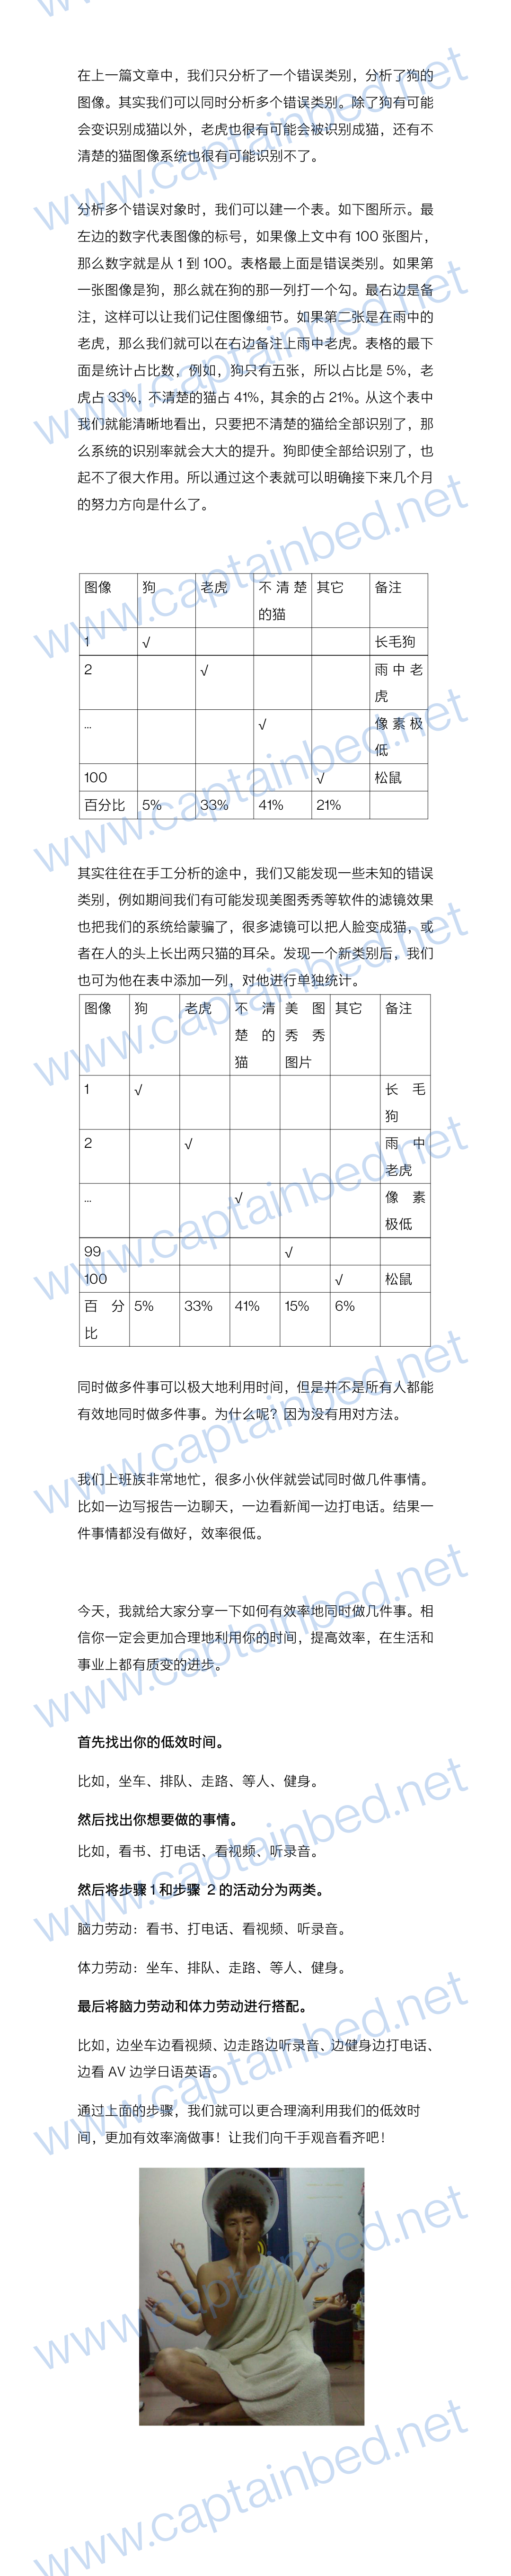 在上一篇文章中，我们只分析了一个错误类别，分析了狗的
图像。其实我们可以同时分析多个错误类别。除了狗有可能
会变识别成猫以外，老虎也很有可能会被识别成猫，还有不
清楚的猫图像系统也很有可能识别不了。
分析多个错误对象时，我们可以建一个表。如下图所示。最
左边的数字代表图像的标号，如果像上文中有 100 张图片，
那么数字就是从 1 到 100。表格最上面是错误类别。如果第
一张图像是狗，那么就在狗的那一列打一个勾。最右边是备
注，这样可以让我们记住图像细节。如果第二张是在雨中的
老虎，那么我们就可以在右边备注上雨中老虎。表格的最下
面是统计占比数，例如，狗只有五张，所以占比是 5%，老
虎占 33%，不清楚的猫占 41%，其余的占 21%。从这个表中
我们就能清晰地看出，只要把不清楚的猫给全部识别了，那
么系统的识别率就会大大的提升。狗即使全部给识别了，也
起不了很大作用。所以通过这个表就可以明确接下来几个月
的努力方向是什么了。
图像 狗 老虎 不清楚 其它 备注
的猫
1 √ 长毛狗
2 √ 雨中老
虎
... √ 像素极
低
100 √ 松鼠
百分比 5% 33% 41% 21%
其实往往在手工分析的途中，我们又能发现一些未知的错误
类别，例如期间我们有可能发现美图秀秀等软件的滤镜效果
也把我们的系统给蒙骗了，很多滤镜可以把人脸变成猫，或
者在人的头上长出两只猫的耳朵。发现一个新类别后，我们
也可为他在表中添加一列，对他进行单独统计。
图像 狗 老虎 不清 美图 其它 备注
楚的 秀秀
猫 图片
1 √ 长毛
狗
2 √ 雨中
老虎
... √ 像素
极低
99 √
100 √ 松鼠
百分 5% 33% 41% 15% 6%
比
同时做多件事可以极大地利用时间，但是并不是所有人都能
有效地同时做多件事。为什么呢？因为没有用对方法。
我们上班族非常地忙，很多小伙伴就尝试同时做几件事情。
比如一边写报告一边聊天，一边看新闻一边打电话。结果一
件事情都没有做好，效率很低。
今天，我就给大家分享一下如何有效率地同时做几件事。相
信你一定会更加合理地利用你的时间，提高效率，在生活和
事业上都有质变的进步。
首先找出你的低效时间。
比如，坐车、排队、走路、等人、健身。
然后找出你想要做的事情。
比如，看书、打电话、看视频、听录音。
然后将步骤 1 和步骤 2 的活动分为两类。
脑力劳动：看书、打电话、看视频、听录音。
体力劳动：坐车、排队、走路、等人、健身。
最后将脑力劳动和体力劳动进行搭配。
比如，边坐车边看视频、边走路边听录音、边健身边打电话、
边看 AV 边学日语英语。
通过上面的步骤，我们就可以更合理滴利用我们的低效时
间，更加有效率滴做事！让我们向千手观音看齐吧！
www.captainbed.net
www.captainbed.net
www.captainbed.net
www.captainbed.net
www.captainbed.net
www.captainbed.net
www.captainbed.net
www.captainbed.net
www.captainbed.net
www.captainbed.net
www.captainbed.net
www.captainbed.net